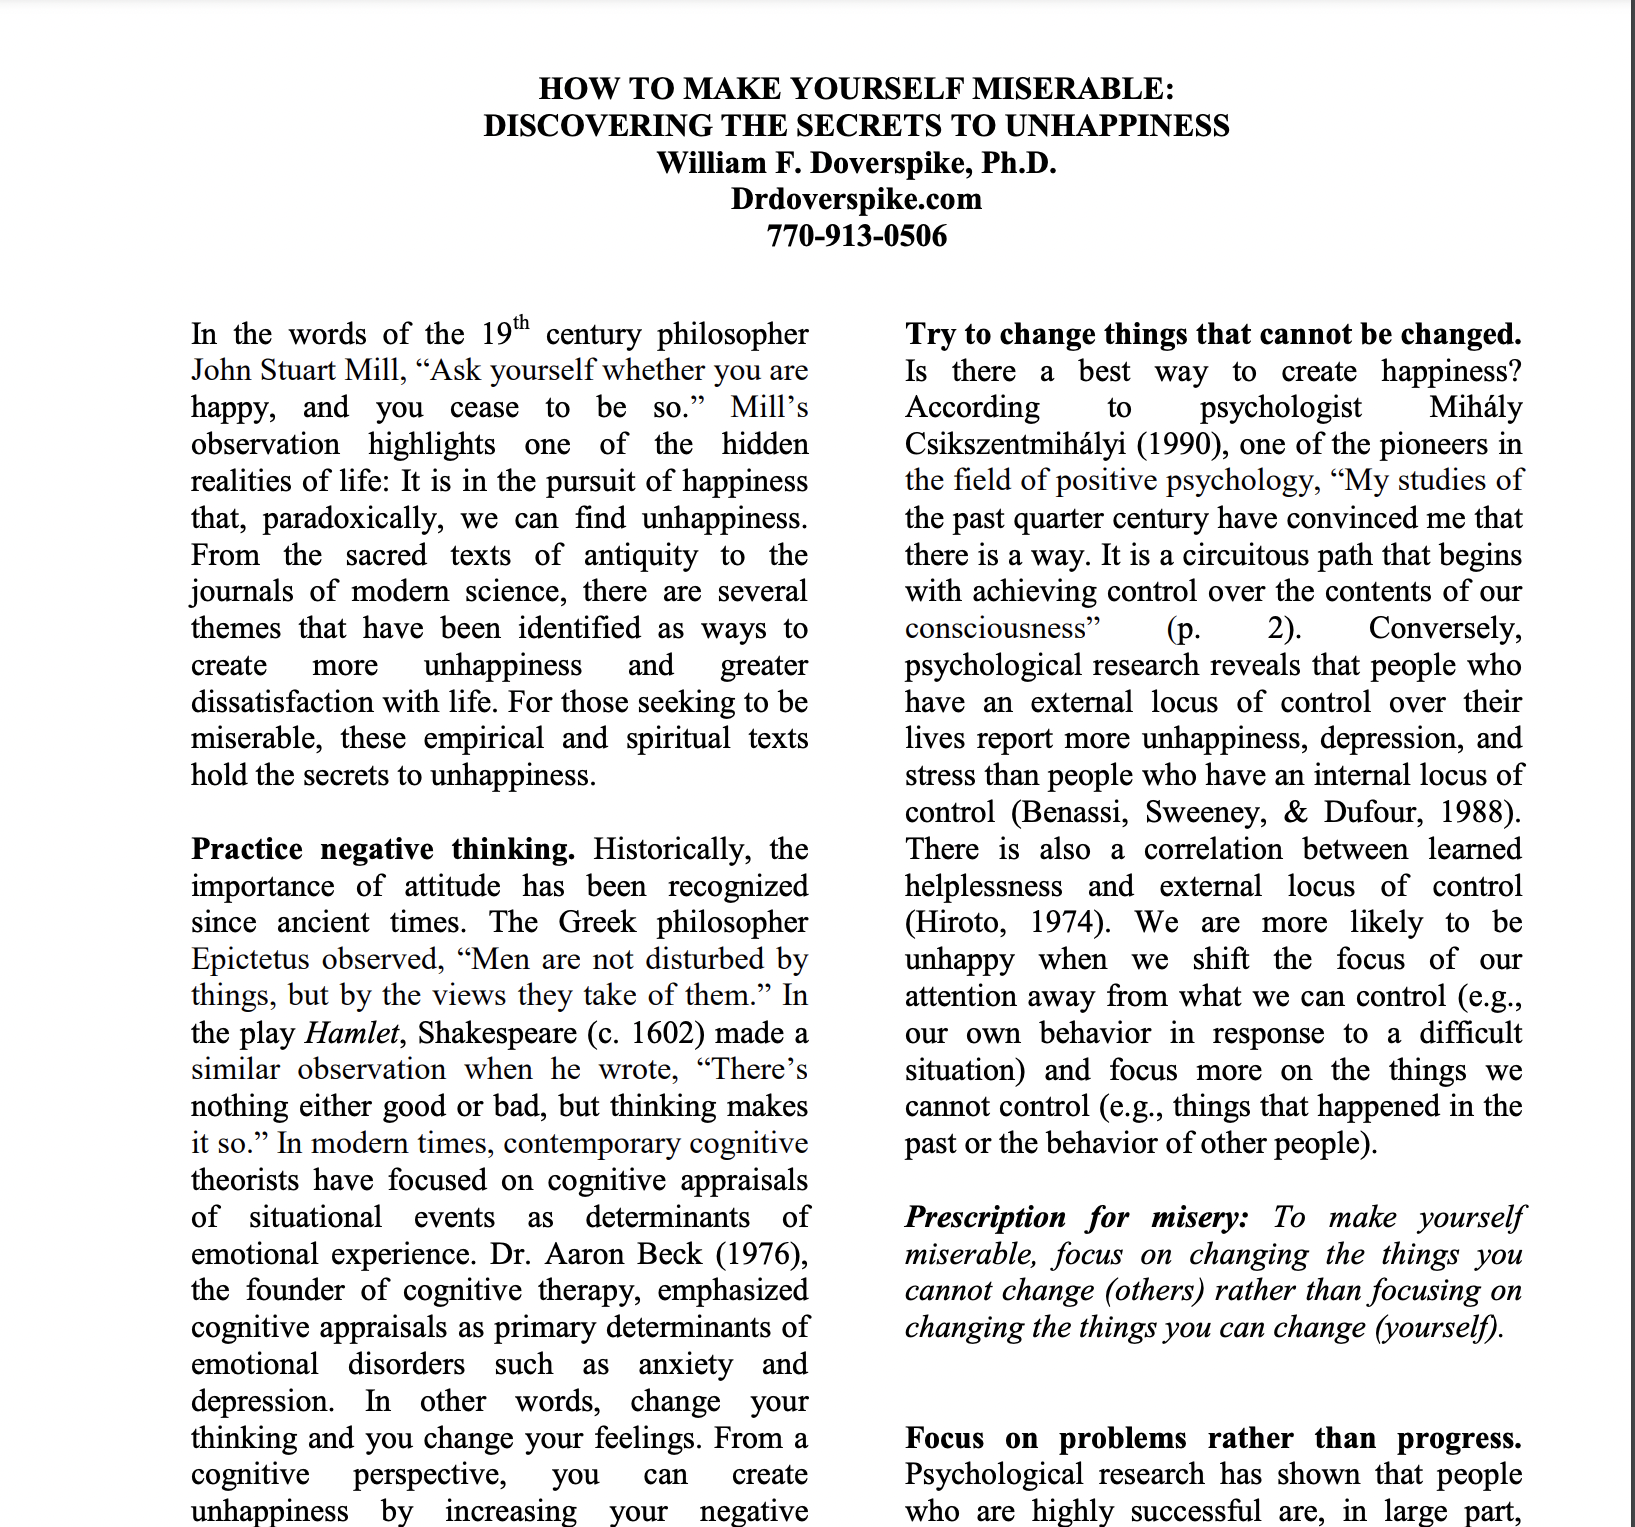 HOW TO MAKE YOURSELF MISERABLE:
DISCOVERING THE SECRETS TO UNHAPPINESS
William F. Doverspike, Ph.D.
Drdoverspike.com
770-913-0506
In the words of the 19th century philosopher
John Stuart Mill, “Ask yourself whether you are
happy, and you cease to be so.” Mill’s
observation highlights one of the hidden
realities of life: It is in the pursuit of happiness
that, paradoxically, we can find unhappiness.
From the sacred texts of antiquity to the
journals of modern science, there are several
themes that have been identified as ways to
create more unhappiness and greater
dissatisfaction with life. For those seeking to be
miserable, these empirical and spiritual texts
hold the secrets to unhappiness.
Practice negative thinking. Historically, the
importance of attitude has been recognized
since ancient times. The Greek philosopher
Epictetus observed, “Men are not disturbed by
things, but by the views they take of them.” In
the play Hamlet, Shakespeare (c. 1602) made a
similar observation when he wrote, “There’s
nothing either good or bad, but thinking makes
it so.” In modern times, contemporary cognitive
theorists have focused on cognitive appraisals
of situational events as determinants of
emotional experience. Dr. Aaron Beck (1976),
the founder of cognitive therapy, emphasized
cognitive appraisals as primary determinants of
emotional disorders such as anxiety and
depression. In other words, change your
thinking and you change your feelings. From a
cognitive perspective, you can create
unhappiness by increasing your negative
Try to change things that cannot be changed.
Is there a best way to create happiness?
According to psychologist Mihály
Csikszentmihályi (1990), one of the pioneers in
the field of positive psychology, “My studies of
the past quarter century have convinced me that
there is a way. It is a circuitous path that begins
with achieving control over the contents of our
consciousness” (p. 2). Conversely,
psychological research reveals that people who
have an external locus of control over their
lives report more unhappiness, depression, and
stress than people who have an internal locus of
control (Benassi, Sweeney, & Dufour, 1988).
There is also a correlation between learned
helplessness and external locus of control
(Hiroto, 1974). We are more likely to be
unhappy when we shift the focus of our
attention away from what we can control (e.g.,
our own behavior in response to a difficult
situation) and focus more on the things we
cannot control (e.g., things that happened in the
past or the behavior of other people).
Prescription for misery: To make yourself
miserable, focus on changing the things you
cannot change (others) rather than focusing on
changing the things you can change (yourself).
Focus on problems rather than progress.
Psychological research has shown that people
who are highly successful are, in large part,